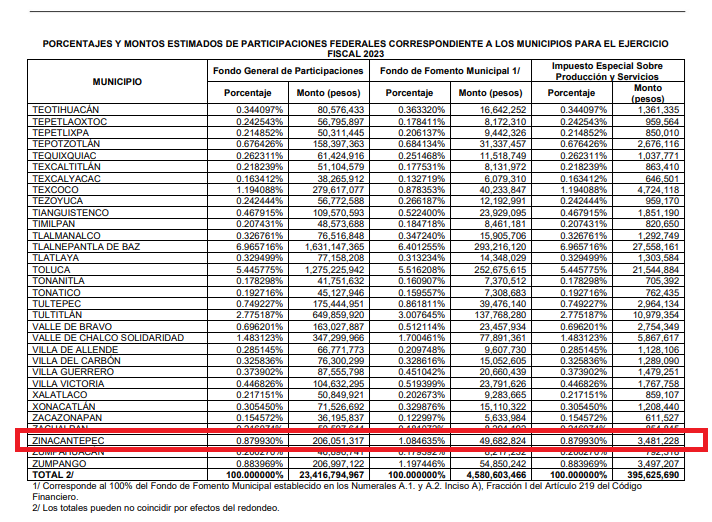 PORCENTAJES Y MONTOS ESTIMADOS DE PARTICIPACIONES FEDERALES CORRESPONDIENTE A LOS MUNICIPIOS PARA EL EJERCICIO
FISCAL 2023
MUNICIPIO Fondo General de Participaciones Fondo de Fomento Municipal 1/ Impuesto Especial Sobre Producción y Servicios
Porcentaje Monto (pesos) Porcentaje Monto (pesos) Porcentaje Monto (pesos)
TEOTIHUACÁN 0.344097% 80,576,433 0.363320% 16,642,252 0.344097% 1,361,335
TEPETLAOXTOC 0.242543% 56,795,897 0.178411% 8,172,310 0.242543% 959,564
TEPETLIXPA 0.214852% 50,311,445 0.206137% 9,442,326 0.214852% 850,010
TEPOTZOTLÁN 0.676426% 158,397,363 0.684134% 31,337,457 0.676426% 2,676,116
TEQUIXQUIAC 0.262311% 61,424,916 0.251468% 11,518,749 0.262311% 1,037,771
TEXCALTITLÁN 0.218239% 51,104,579 0.177531% 8,131,972 0.218239% 863,410
TEXCALYACAC 0.163412% 38,265,912 0.132719% 6,079,310 0.163412% 646,501
TEXCOCO 1.194088% 279,617,077 0.878353% 40,233,847 1.194088% 4,724,118
TEZOYUCA 0.242444% 56,772,588 0.266187% 12,192,991 0.242444% 959,170
TIANGUISTENCO 0.467915% 109,570,593 0.522400% 23,929,095 0.467915% 1,851,190
TIMILPAN 0.207431% 48,573,688 0.184718% 8,461,181 0.207431% 820,650
TLALMANALCO 0.326761% 76,516,848 0.347240% 15,905,706 0.326761% 1,292,749
TLALNEPANTLA DE BAZ 6.965716% 1,631,147,365 6.401255% 293,216,120 6.965716% 27,558,161
TLATLAYA 0.329499% 77,158,208 0.313234% 14,348,029 0.329499% 1,303,584
TOLUCA 5.445775% 1,275,225,942 5.516208% 252,675,615 5.445775% 21,544,884
TONANITLA 0.178298% 41,751,632 0.160907% 7,370,512 0.178298% 705,392
TONATICO 0.192716% 45,127,946 0.159557% 7,308,683 0.192716% 762,435
TULTEPEC 0.749227% 175,444,951 0.861811% 39,476,140 0.749227% 2,964,134
TULTITLÁN 2.775187% 649,859,920 3.007645% 137,768,280 2.775187% 10,979,354
VALLE DE BRAVO 0.696201% 163,027,887 0.512114% 23,457,934 0.696201% 2,754,349
VALLE DE CHALCO SOLIDARIDAD 1.483123% 347,299,966 1.700461% 77,891,361 1.483123% 5,867,617
VILLA DE ALLENDE 0.285145% 66,771,773 0.209748% 9,607,730 0.285145% 1,128,106
VILLA DEL CARBÓN 0.325836% 76,300,299 0.328616% 15,052,605 0.325836% 1,289,090
VILLA GUERRERO 0.373902% 87,555,798 0.451042% 20,660,439 0.373902% 1,479,251
VILLA VICTORIA 0.446826% 104,632,295 0.519399% 23,791,626 0.446826% 1,767,758
XALATLACO 0.217151% 50,849,921 0.202673% 9,283,665 0.217151% 859,107
XONACATLÁN 0.305450% 71,526,692 0.329876% 15,110,322 0.305450% 1,208,440
ZACAZONAPAN 0.154572% 36,195,837 0.122997% 5,633,984 0.154572% 611,527
ZINACANTEPEC 0.879930% 206,051,317 1.084635% 49,682,824 0.879930% 3,481,228
ZUMPANGO 0.883969% 206,997,122 1.197446% 54,850,242 0.883969% 3,497,207
TOTAL 2/ 100.000000% 23,416,794,967 100.000000% 4,580,603,466 100.000000% 395,625,690
1/ Corresponde al 100% del Fondo de Fomento Municipal establecido en los Numerales A.1. y A.2. Inciso A), Fracción I del Artículo 219 del Código
Financiero.
2/ Los totales pueden no coincidir por efectos del redondeo.